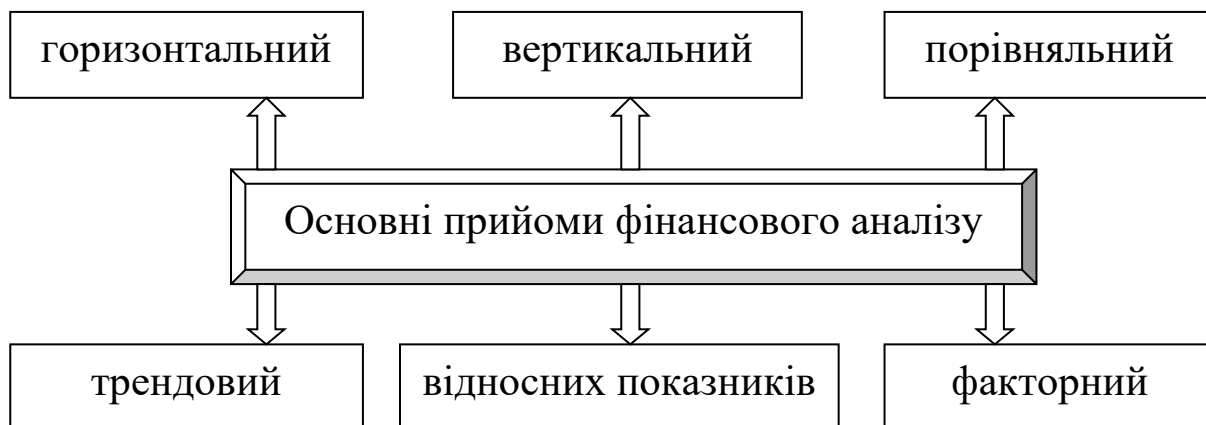 горизонтальний
вертикальний
порівняльний
Основні прийоми фінансового аналізу
трендовий
відносних показників
факторний